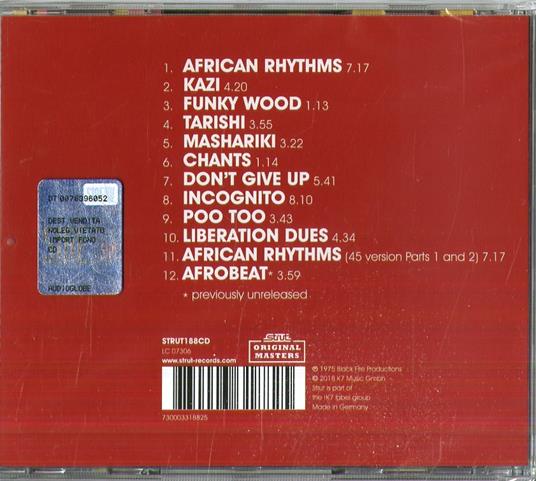 1. AFRICAN RHYTHMS 7.17
2. KAZI 4.20
3. FUNKY WOOD 1.13
4. TARISHI 3.55
5. MASHARIKI 3.22
6. CHANTS 1.14
7. DON'T GIVE UP 5.41
8. INCOGNITO 8.10
9. POO TOO 3.43
10. LIBERATION DUES 4.34
11. AFRICAN RHYTHMS (45 version Parts 1 and 2) 7.17
12. AFROBEAT* 3.59
* previously unreleased
DT 0076396052
DEST.VENDITA
NOLEG.VIETATO
IMPORT FONO
CD
AUDIOGLOBE
STRUT188CD
LC 07306
www.strut-records.com
strut
ORIGINAL
MASTERS
730003318825
℗ 1975 Black Fire Productions
© 2018 K7 Music GmbH
Strut is part of
the !K7 label group
Made in Germany